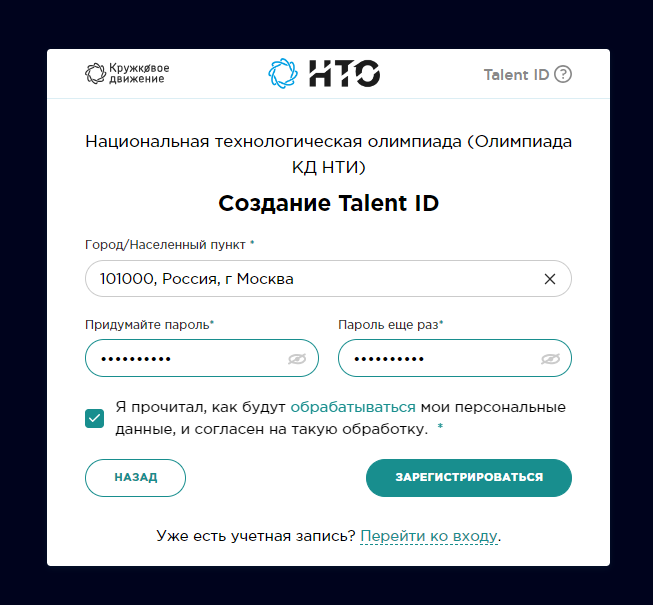 Кружковое
движение
НТО
Talent ID ?
Национальная технологическая олимпиада (Олимпиада
КД НТИ)
Создание Talent ID
Город/Населенный пункт *
101000, Россия, г Москва
Придумайте пароль* Пароль еще раз*
•••••••••• ••••••••••
Я прочитал, как будут обрабатываться мои персональные
данные, и согласен на такую обработку. *
НАЗАД ЗАРЕГИСТРИРОВАТЬСЯ
Уже есть учетная запись? Перейти ко входу.